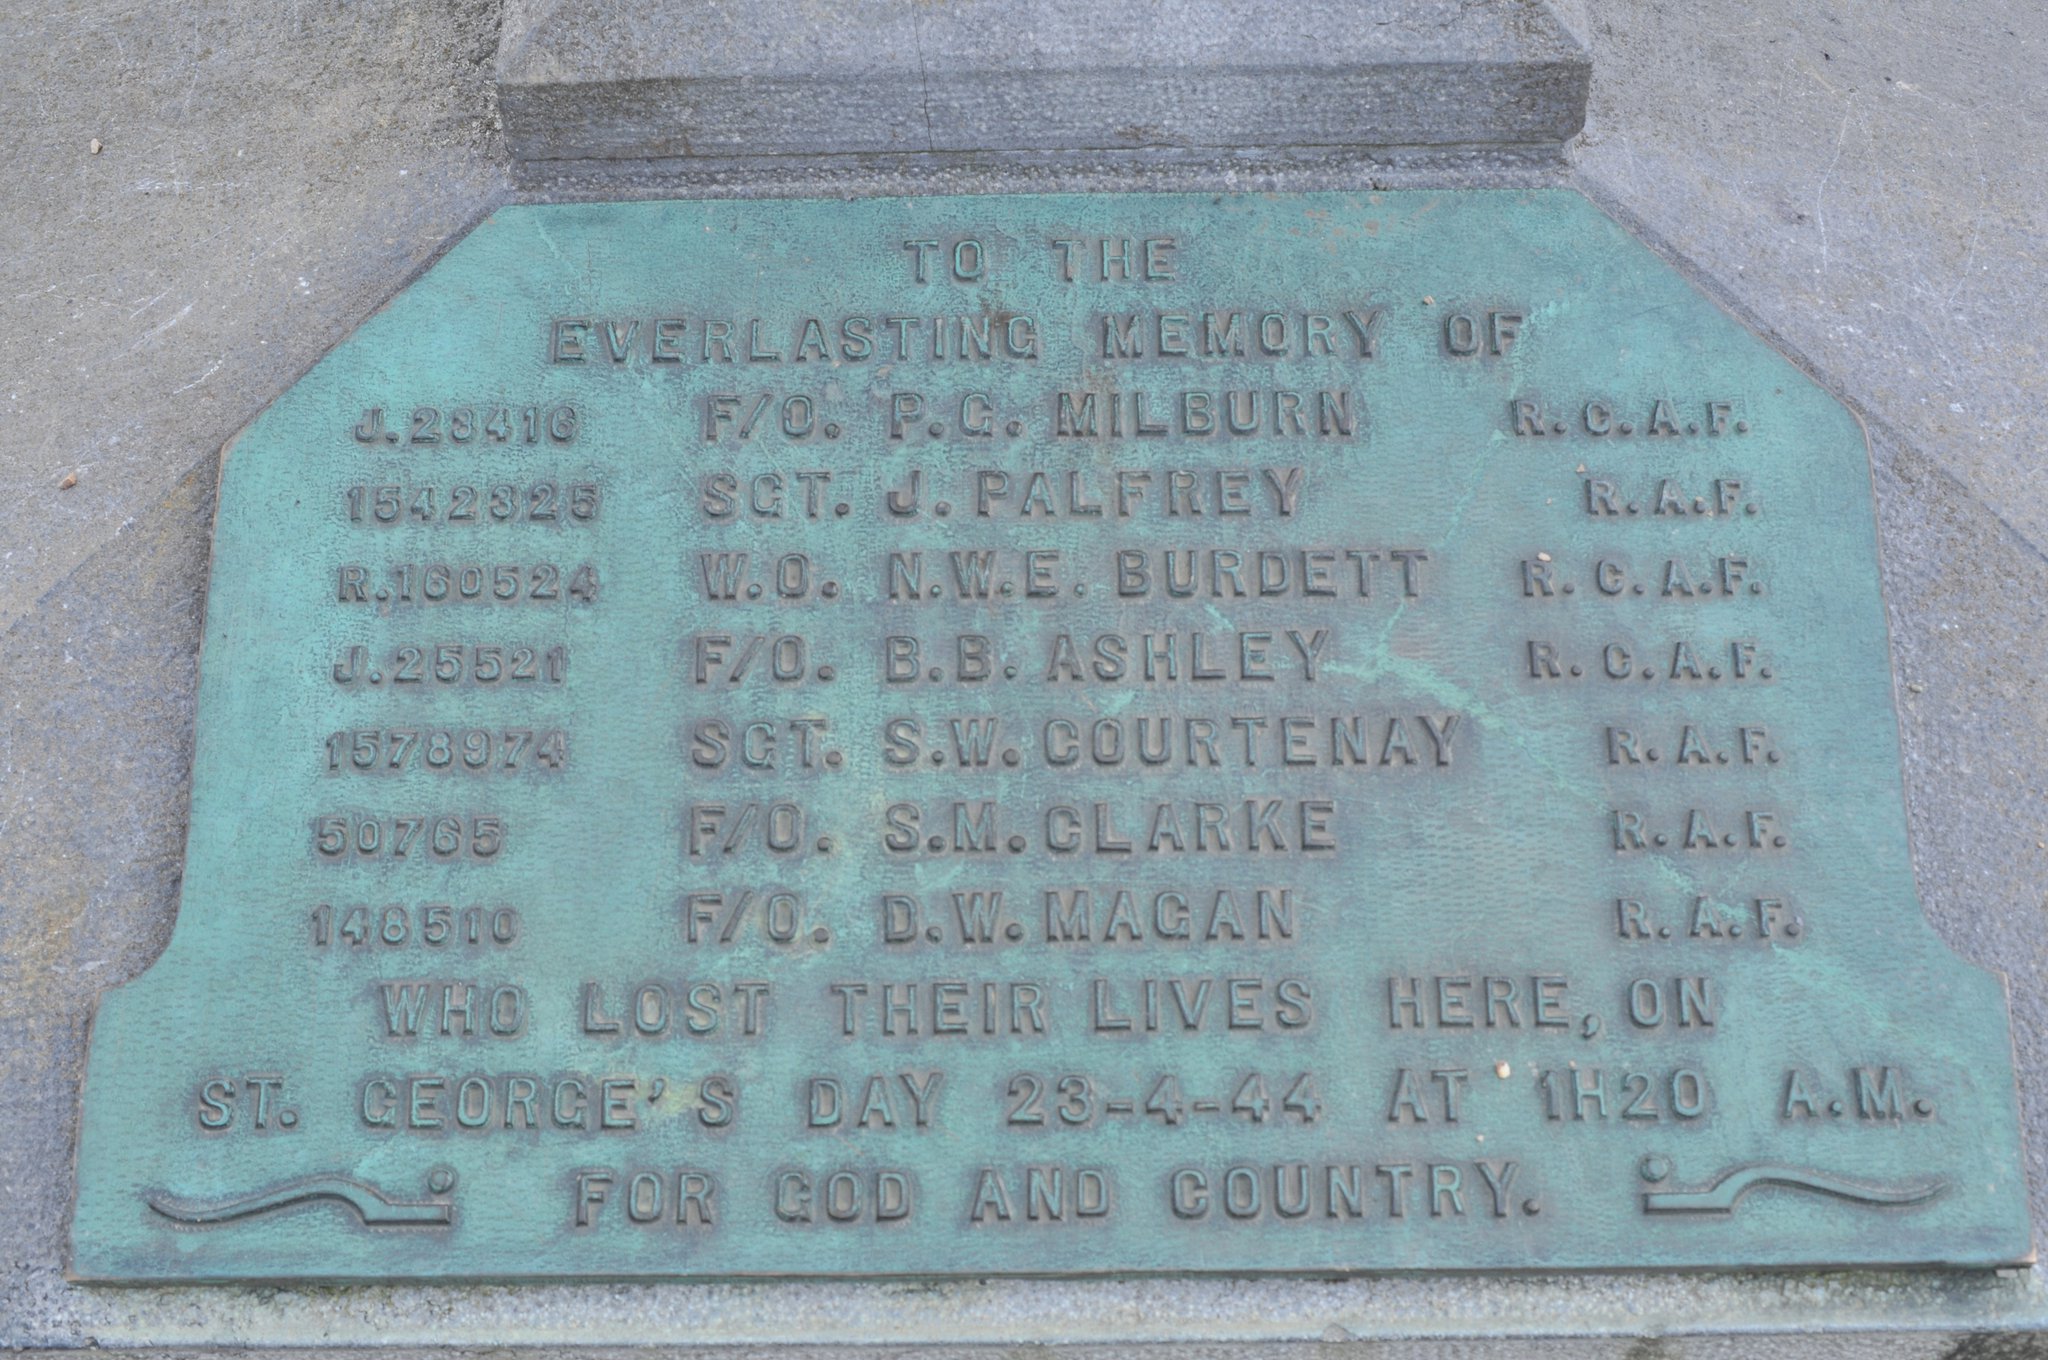 TO THE
EVERLASTING MEMORY OF
J.23416 F/O. P.G. MILBURN R.C.A.F.
1542325 SGT. J. PALFREY R.A.F.
R.160524 W.O. N.W.E. BURDETT R.C.A.F.
J.25521 F/O. B.B. ASHLEY R.C.A.F.
1578974 SGT. S.W. COURTENAY R.A.F.
50765 F/O. S.M. CLARKE R.A.F.
148510 F/O. D.W. MAGAN R.A.F.
WHO LOST THEIR LIVES HERE, ON
ST. GEORGE'S DAY 23-4-44 AT 1H20 A.M.
FOR GOD AND COUNTRY.